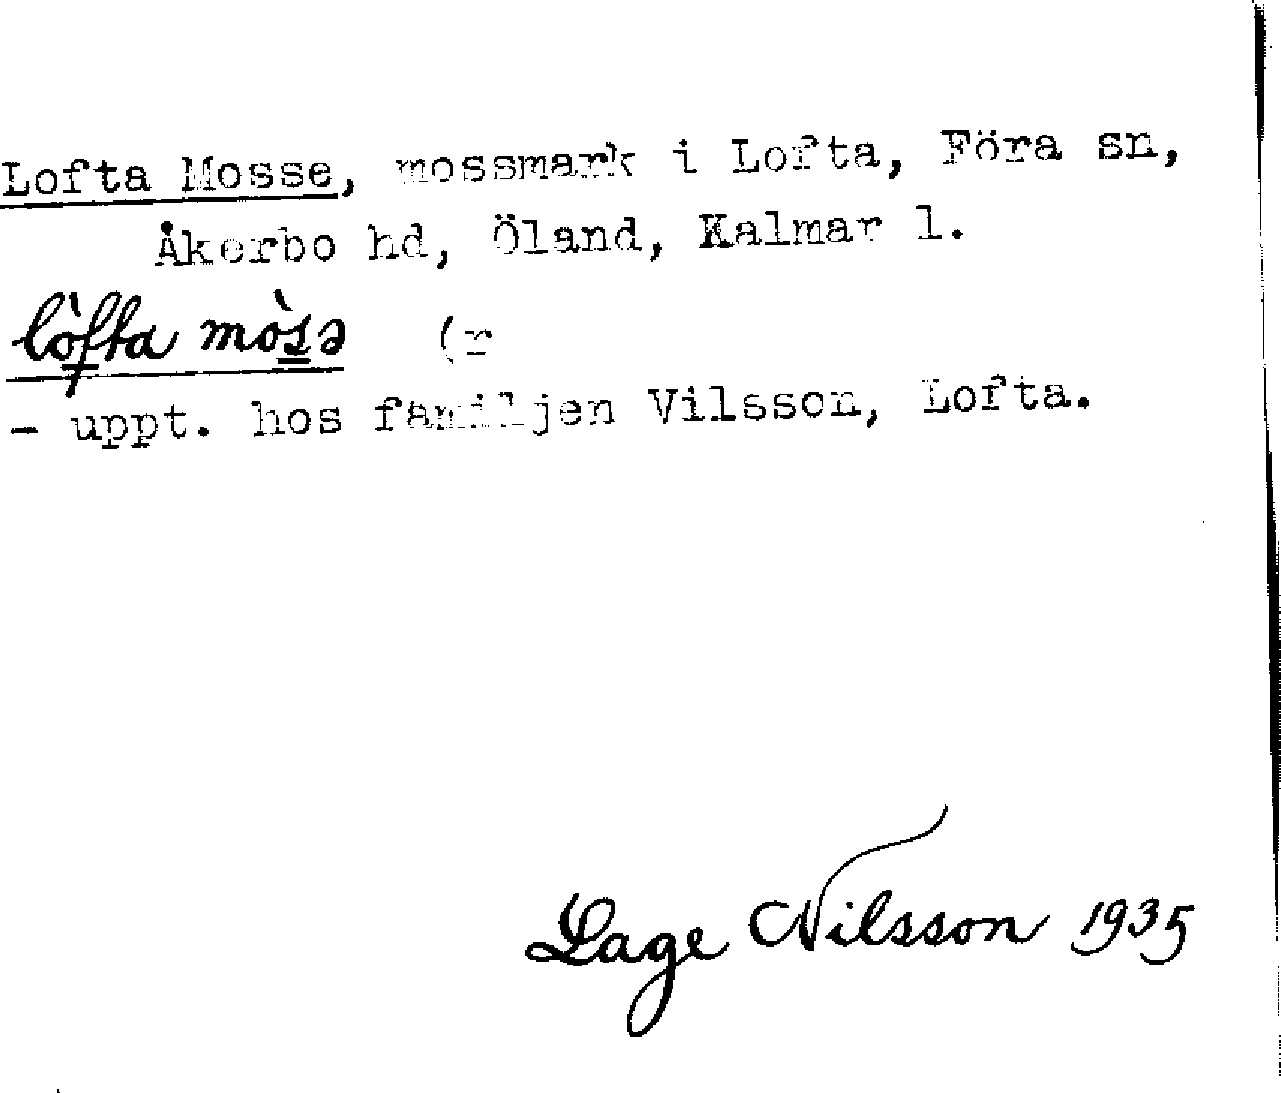 Lofta Mosse, mossmark i Lofta, Föra sn,
Åkerbo hd, Öland, Kalmar l.
lòfta mòsə (r
- uppt. hos familjen Vilsson, Lofta.
Lage Nilsson 1935